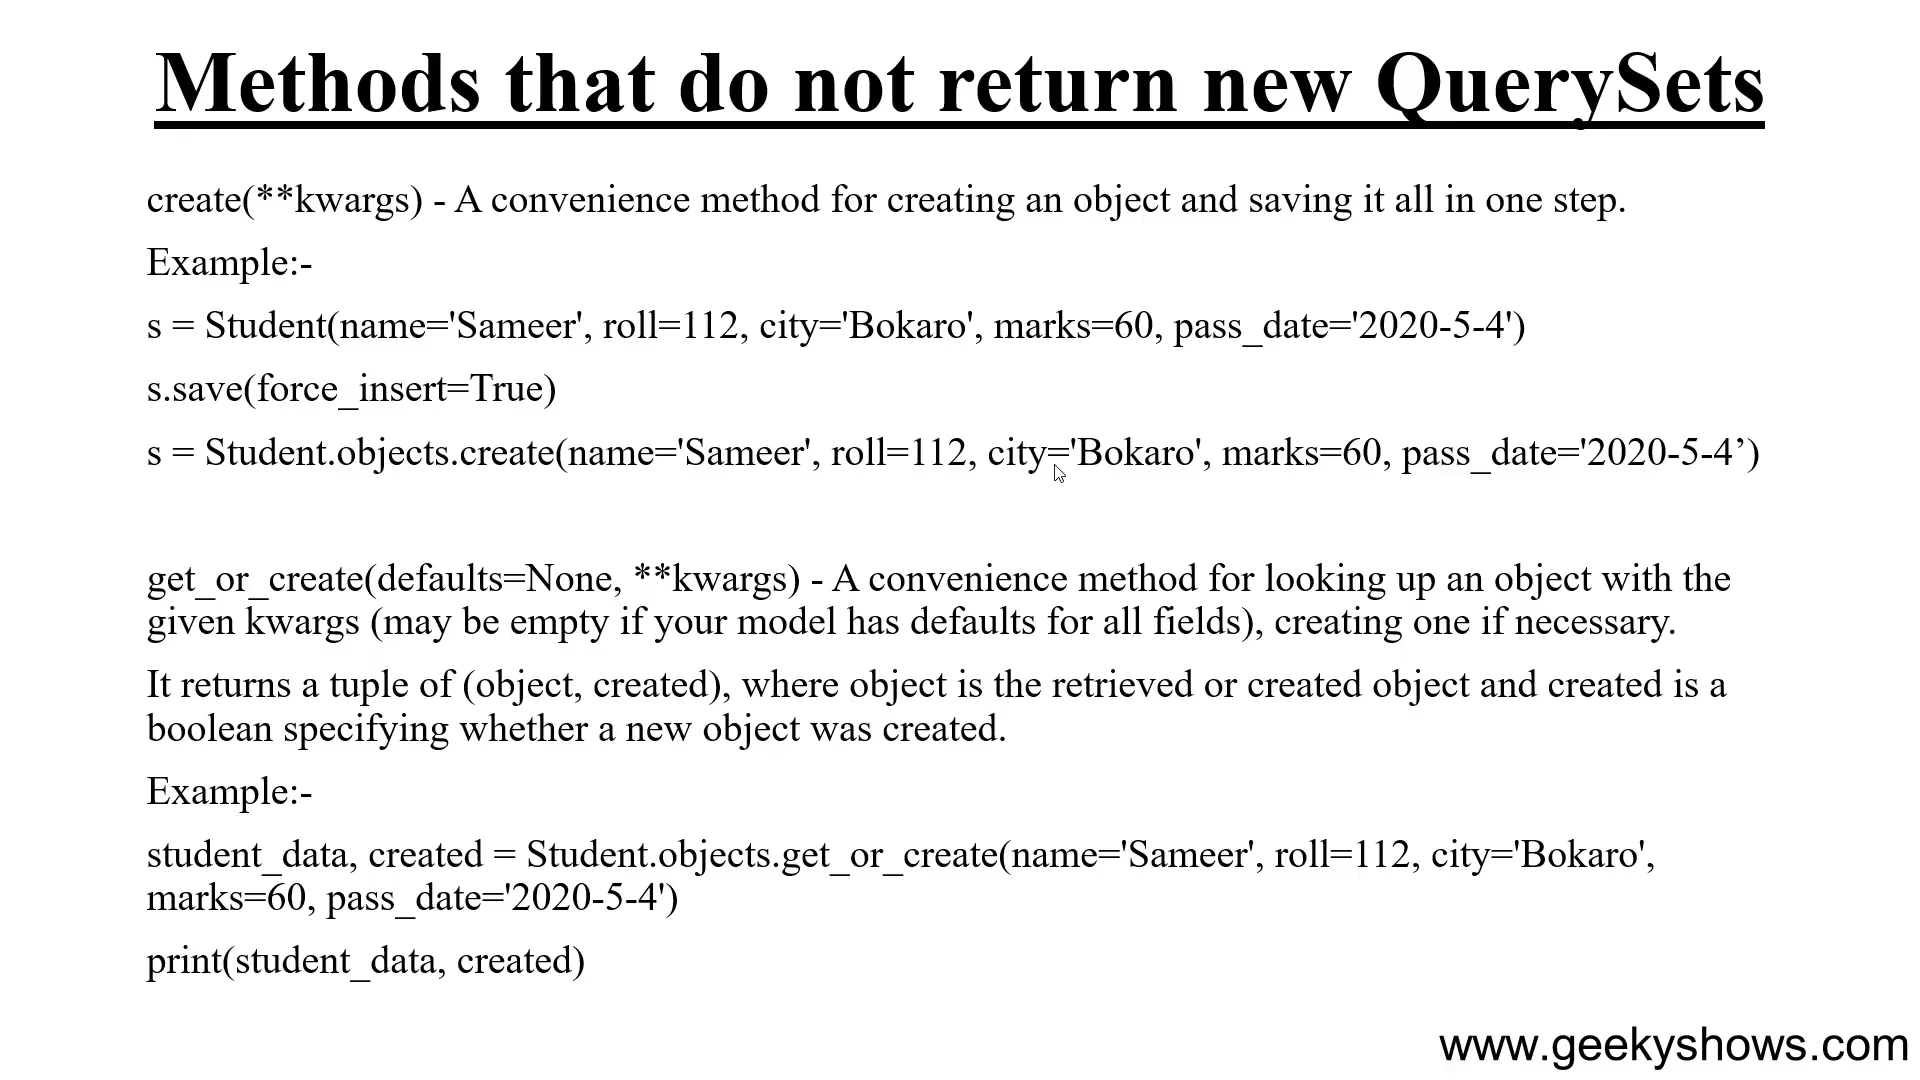 Methods that do not return new QuerySets
create(**kwargs) - A convenience method for creating an object and saving it all in one step.
Example:-
s = Student(name='Sameer', roll=112, city='Bokaro', marks=60, pass_date='2020-5-4')
s.save(force_insert=True)
s = Student.objects.create(name='Sameer', roll=112, city='Bokaro', marks=60, pass_date='2020-5-4’)
get_or_create(defaults=None, **kwargs) - A convenience method for looking up an object with the
given kwargs (may be empty if your model has defaults for all fields), creating one if necessary.
It returns a tuple of (object, created), where object is the retrieved or created object and created is a
boolean specifying whether a new object was created.
Example:-
student_data, created = Student.objects.get_or_create(name='Sameer', roll=112, city='Bokaro',
marks=60, pass_date='2020-5-4')
print(student_data, created)
www.geekyshows.com